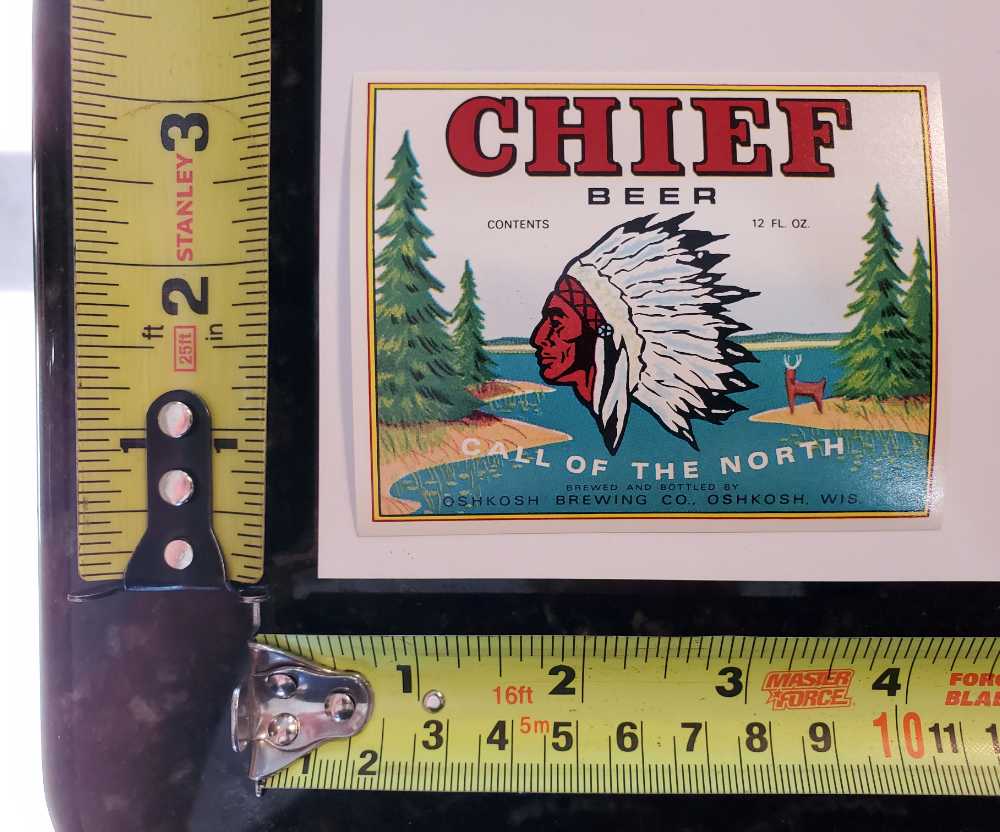 CHIEF
BEER
CONTENTS 12 FL. OZ.
CALL OF THE NORTH
BREWED AND BOTTLED BY
OSHKOSH BREWING CO., OSHKOSH, WIS.
3
STANLEY
2
ft 25ft in
1 1
1 16ft 2 3 MASTER FORCE 4
5m
1 2 3 4 5 6 7 8 9 10 11